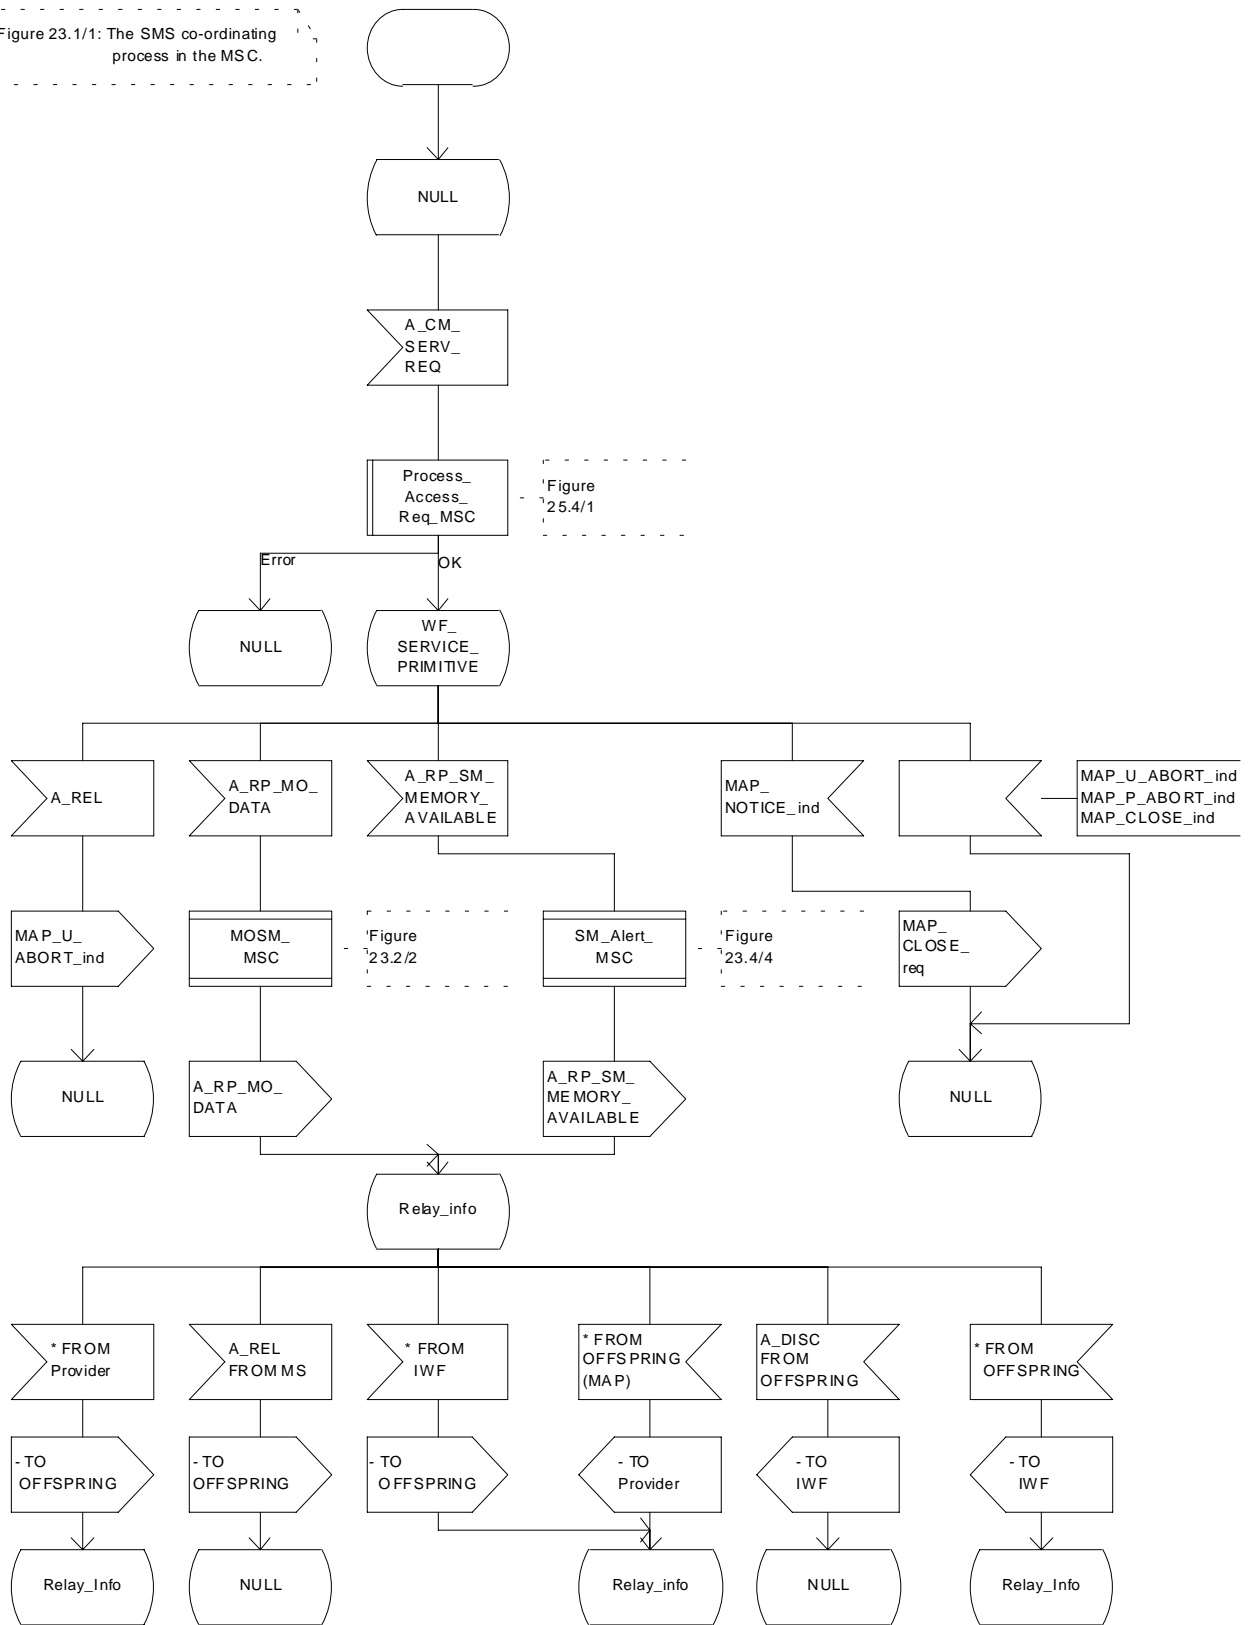 Figure 23.1/1: The SMS co-ordinating
process in the MSC.
NULL
A_CM_
SERV_
REQ
Process_
Access_
Req_MSC
Figure
25.4/1
Error
OK
NULL
WF_
SERVICE_
PRIMITIVE
A_REL
A_RP_MO_
DATA
A_RP_SM_
MEMORY_
AVAILABLE
MAP_
NOTICE_ind
MAP_U_ABORT_ind
MAP_P_ABORT_ind
MAP_CLOSE_ind
MAP_U_
ABORT_ind
MOSM_
MSC
Figure
23.2/2
SM_Alert_
MSC
Figure
23.4/4
MAP_
CLOSE_
req
NULL
A_RP_MO_
DATA
A_RP_SM_
MEMORY_
AVAILABLE
NULL
Relay_info
* FROM
Provider
A_REL
FROM MS
* FROM
IWF
* FROM
OFFSPRING
(MAP)
A_DISC
FROM
OFFSPRING
* FROM
OFFSPRING
- TO
OFFSPRING
- TO
OFFSPRING
- TO
OFFSPRING
- TO
Provider
- TO
IWF
- TO
IWF
Relay_Info
NULL
Relay_info
NULL
Relay_Info